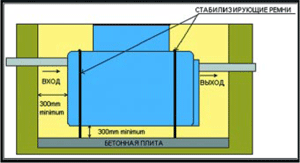 СТАБИЛИЗИРУЮЩИЕ РЕМНИ
ВХОД
ВЫХОД
300mm
minimum
300mm minimum
БЕТОННАЯ ПЛИТА